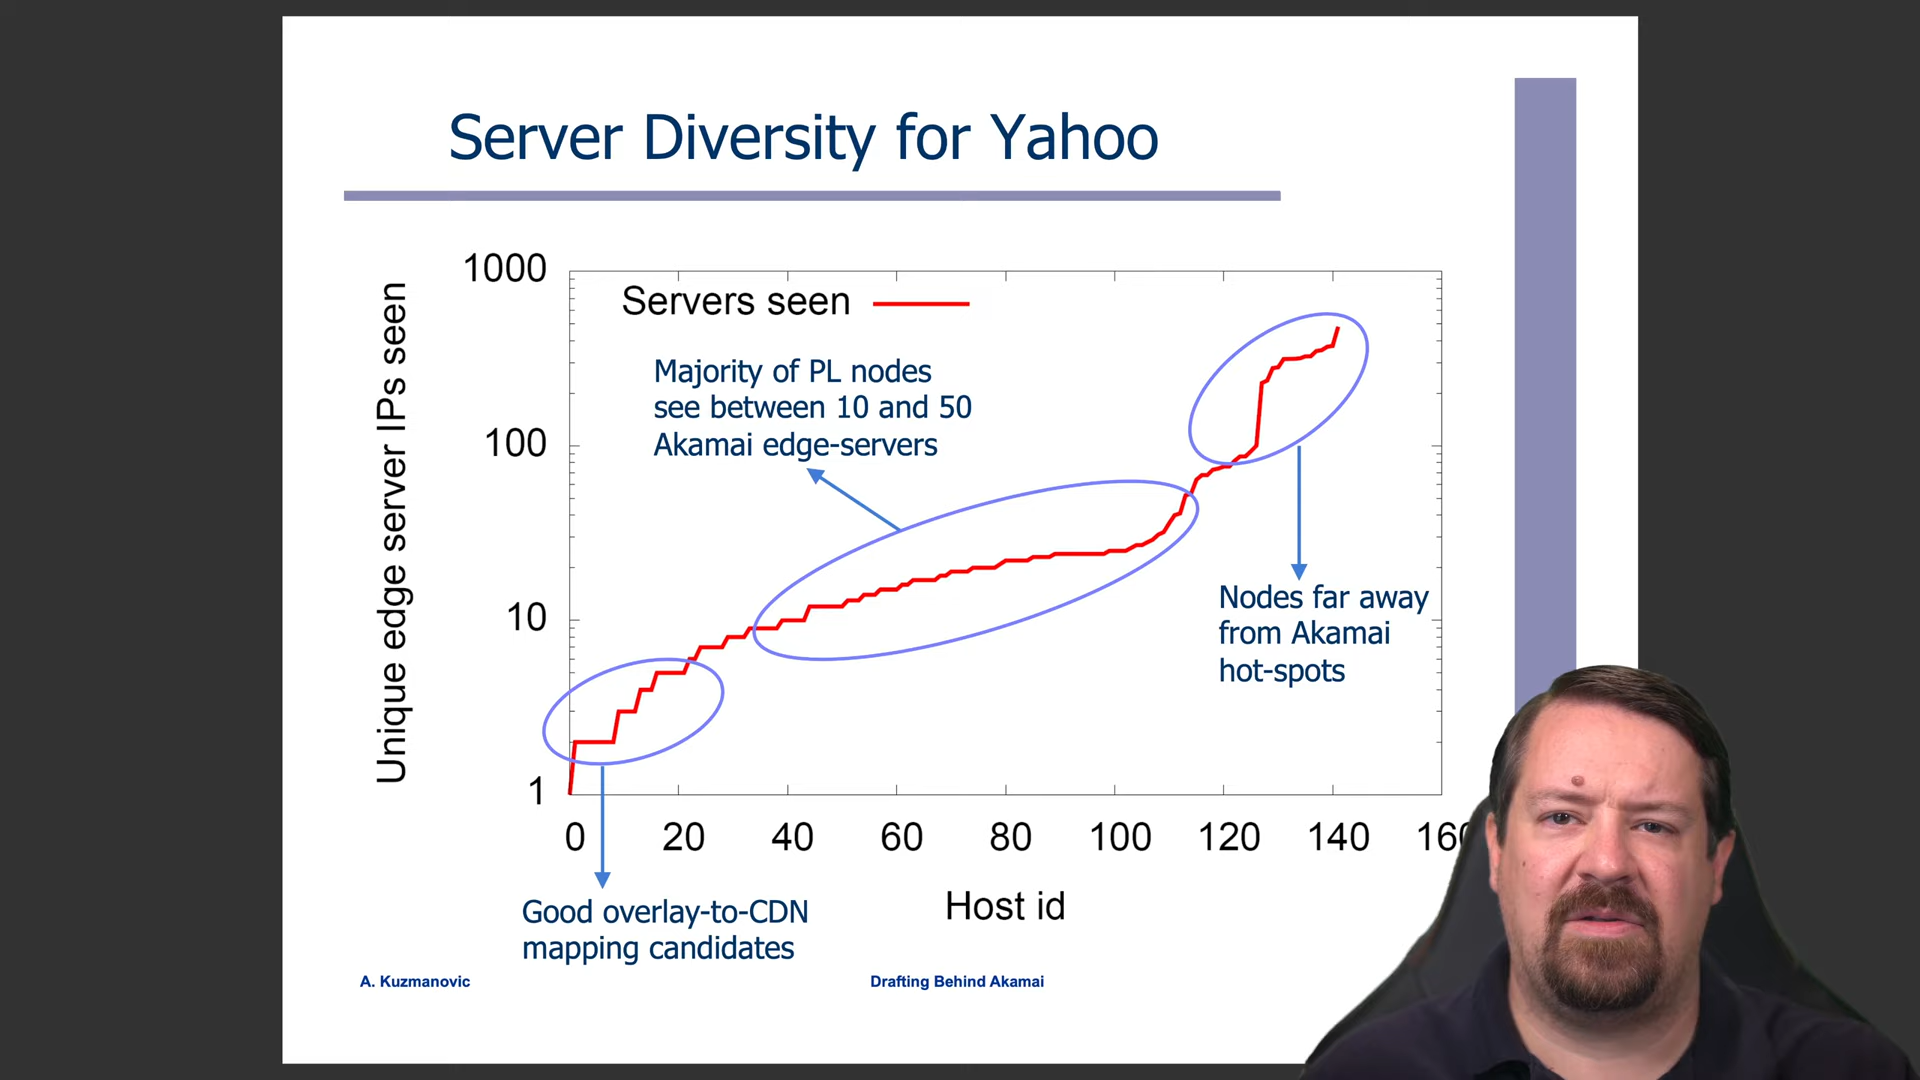 Server Diversity for Yahoo
Unique edge server IPs seen
1000
100
10
1
Servers seen
Majority of PL nodes
see between 10 and 50
Akamai edge-servers
Nodes far away
from Akamai
hot-spots
0 20 40 60 80 100 120 140 160
Host id
Good overlay-to-CDN
mapping candidates
A. Kuzmanovic
Drafting Behind Akamai